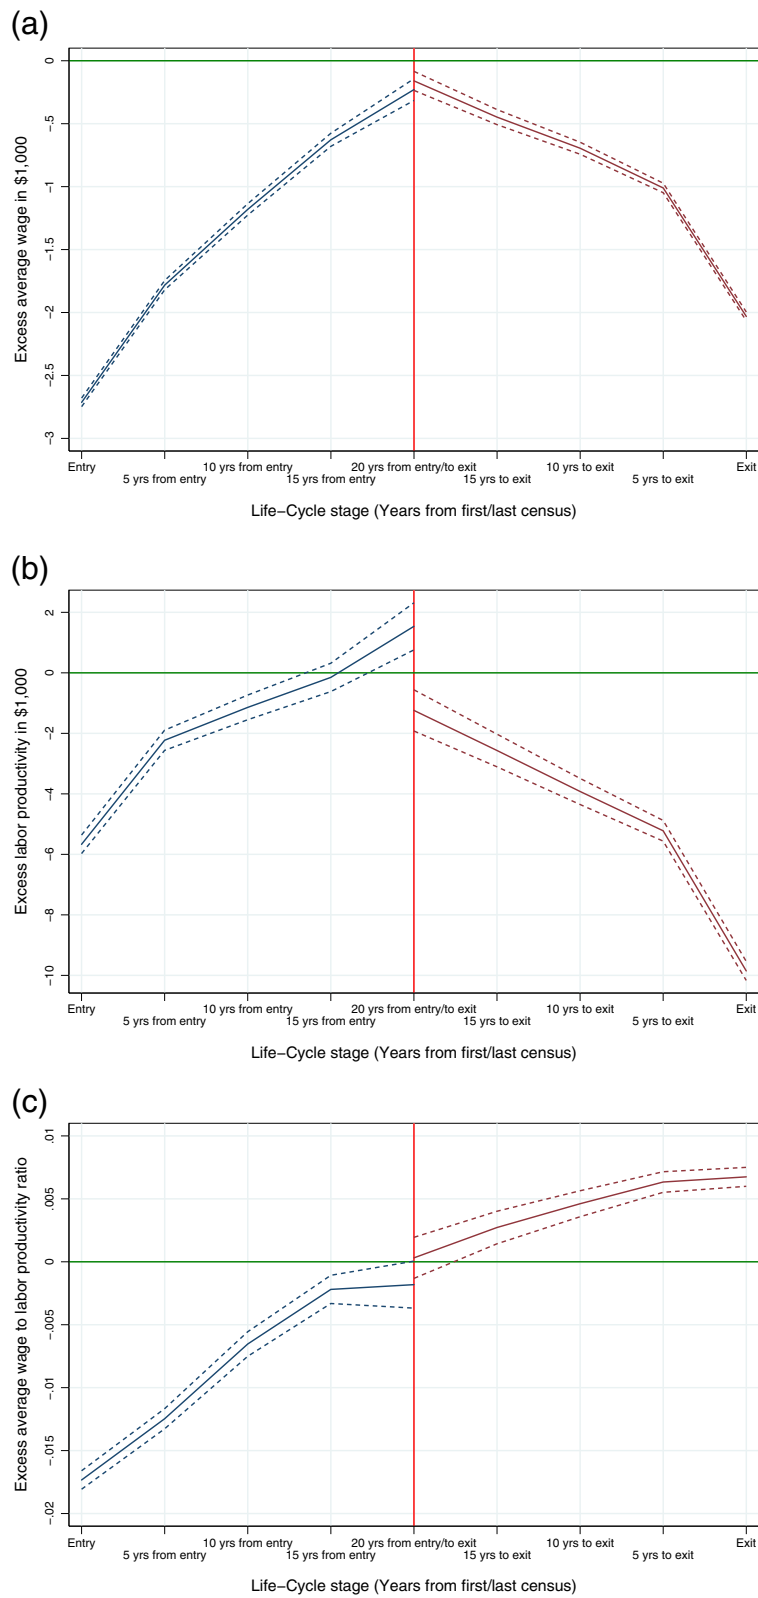 (a)
Excess average wage in $1,000
0
−.5
−1
−1.5
−2
−2.5
−3
Entry
5 yrs from entry
10 yrs from entry
15 yrs from entry
20 yrs from entry/to exit
15 yrs to exit
10 yrs to exit
5 yrs to exit
Exit
Life−Cycle stage (Years from first/last census)
(b)
Excess labor productivity in $1,000
2
0
−2
−4
−6
−8
−10
Entry
5 yrs from entry
10 yrs from entry
15 yrs from entry
20 yrs from entry/to exit
15 yrs to exit
10 yrs to exit
5 yrs to exit
Exit
Life−Cycle stage (Years from first/last census)
(c)
Excess average wage to labor productivity ratio
.01
.005
0
−.005
−.01
−.015
−.02
Entry
5 yrs from entry
10 yrs from entry
15 yrs from entry
20 yrs from entry/to exit
15 yrs to exit
10 yrs to exit
5 yrs to exit
Exit
Life−Cycle stage (Years from first/last census)